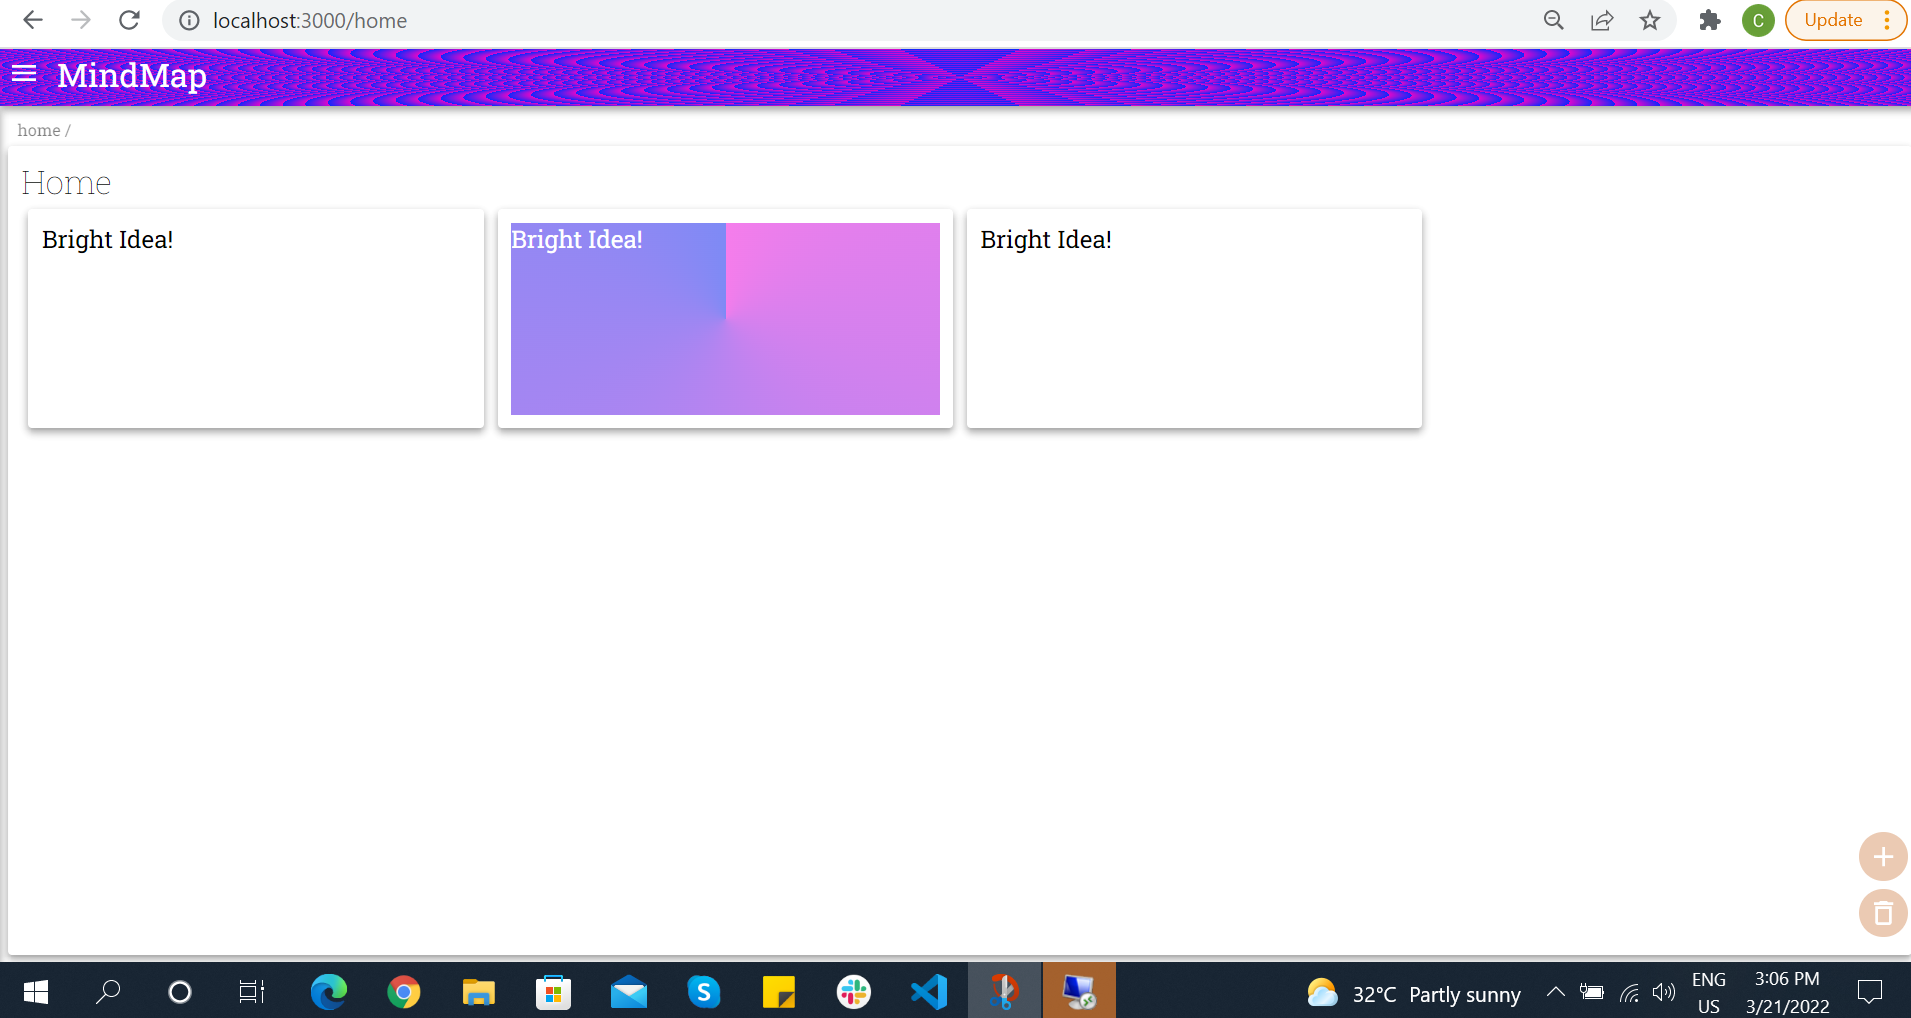 localhost:3000/home
C
Update
MindMap
home /
Home
Bright Idea!
Bright Idea!
Bright Idea!
S
32°C Partly sunny
ENG
US
3:06 PM
3/21/2022